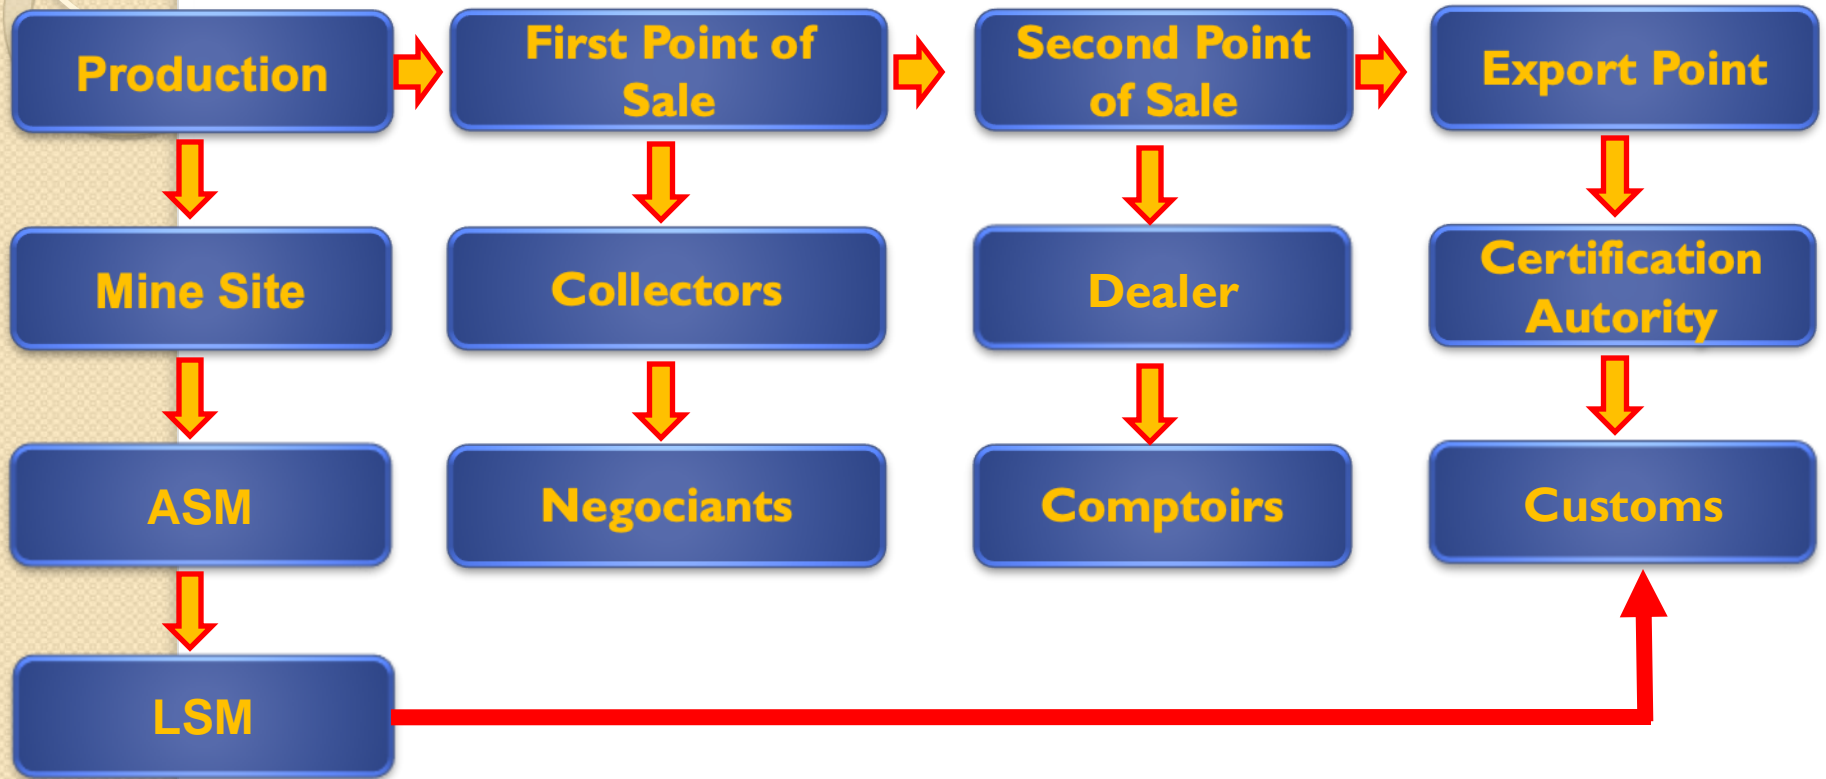 Production
First Point of
Sale
Second Point
of Sale
Export Point
Mine Site
Collectors
Dealer
Certification
Autority
ASM
Negociants
Comptoirs
Customs
LSM